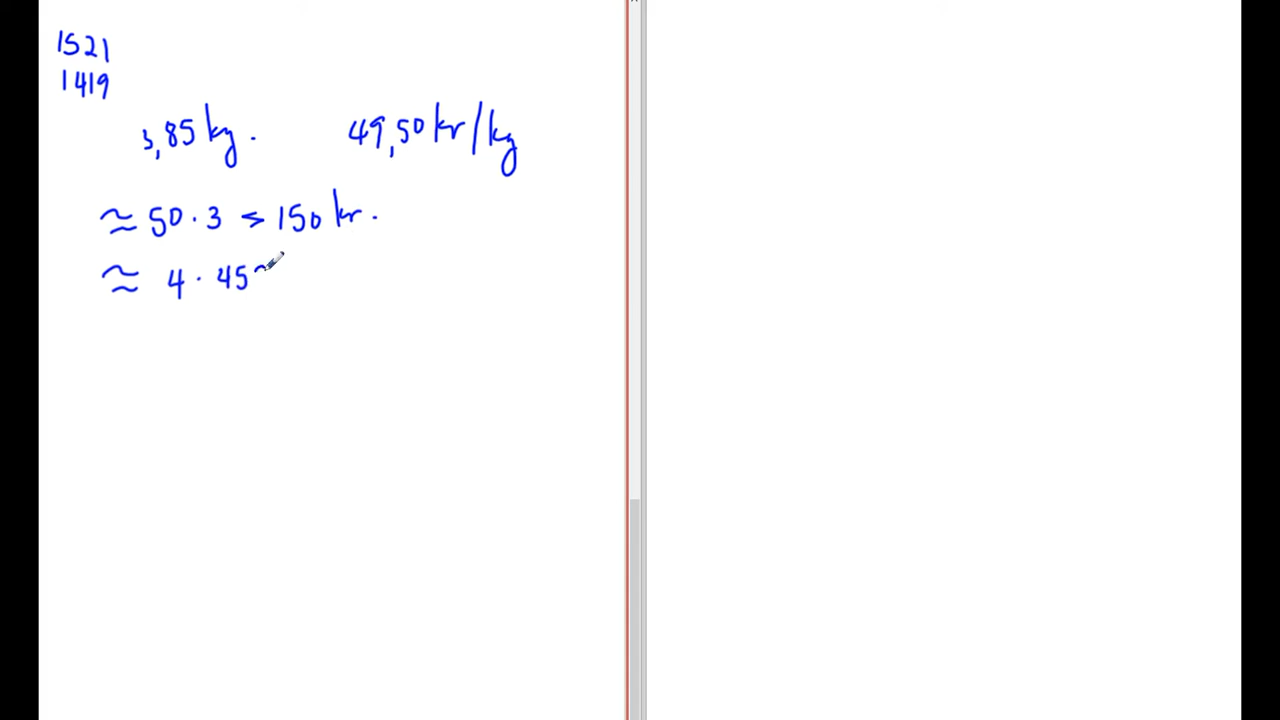 1521
1419
3,85 kg. 49,50 kr/kg
≈ 50 · 3 = 150 kr.
≈ 4 · 45